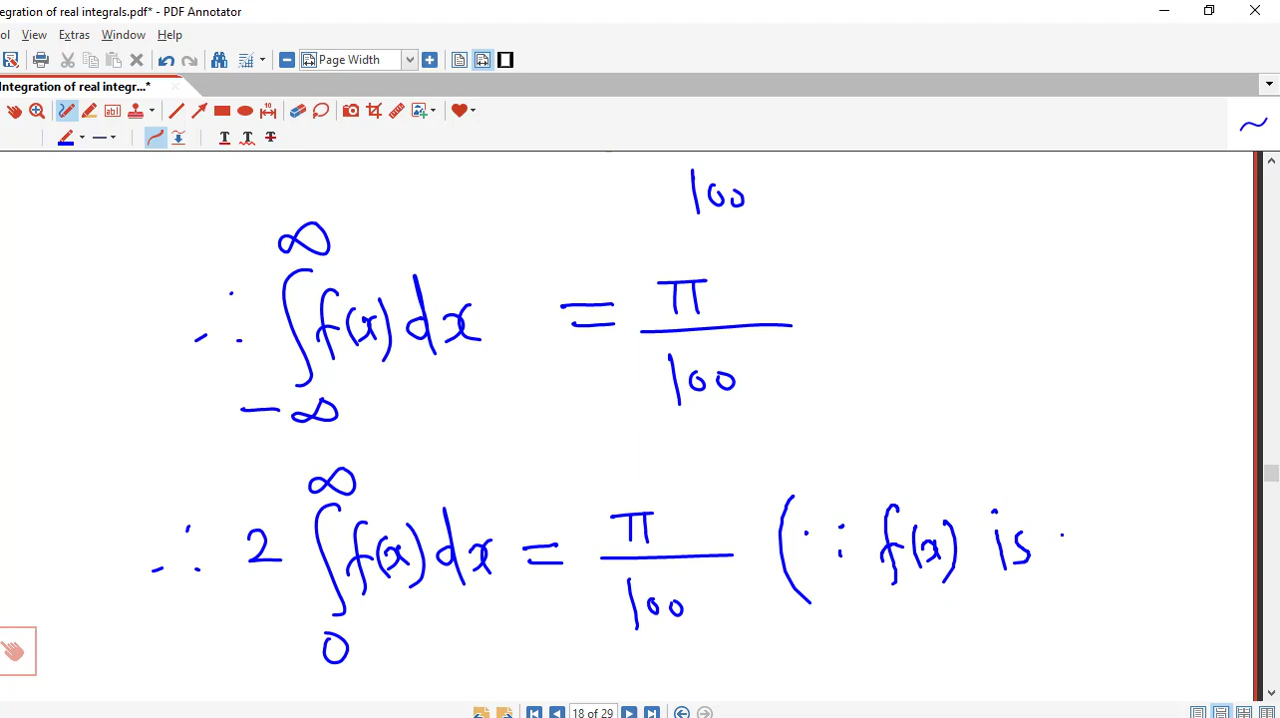 egration of real integrals.pdf* - PDF Annotator
ol View Extras Window Help
Page Width
Integration of real integr...*
100
∴ ∫_{-∞}^{∞} f(x) dx = π/100
∴ 2 ∫_{0}^{∞} f(x) dx = π/100 (∵ f(x) is
18 of 29